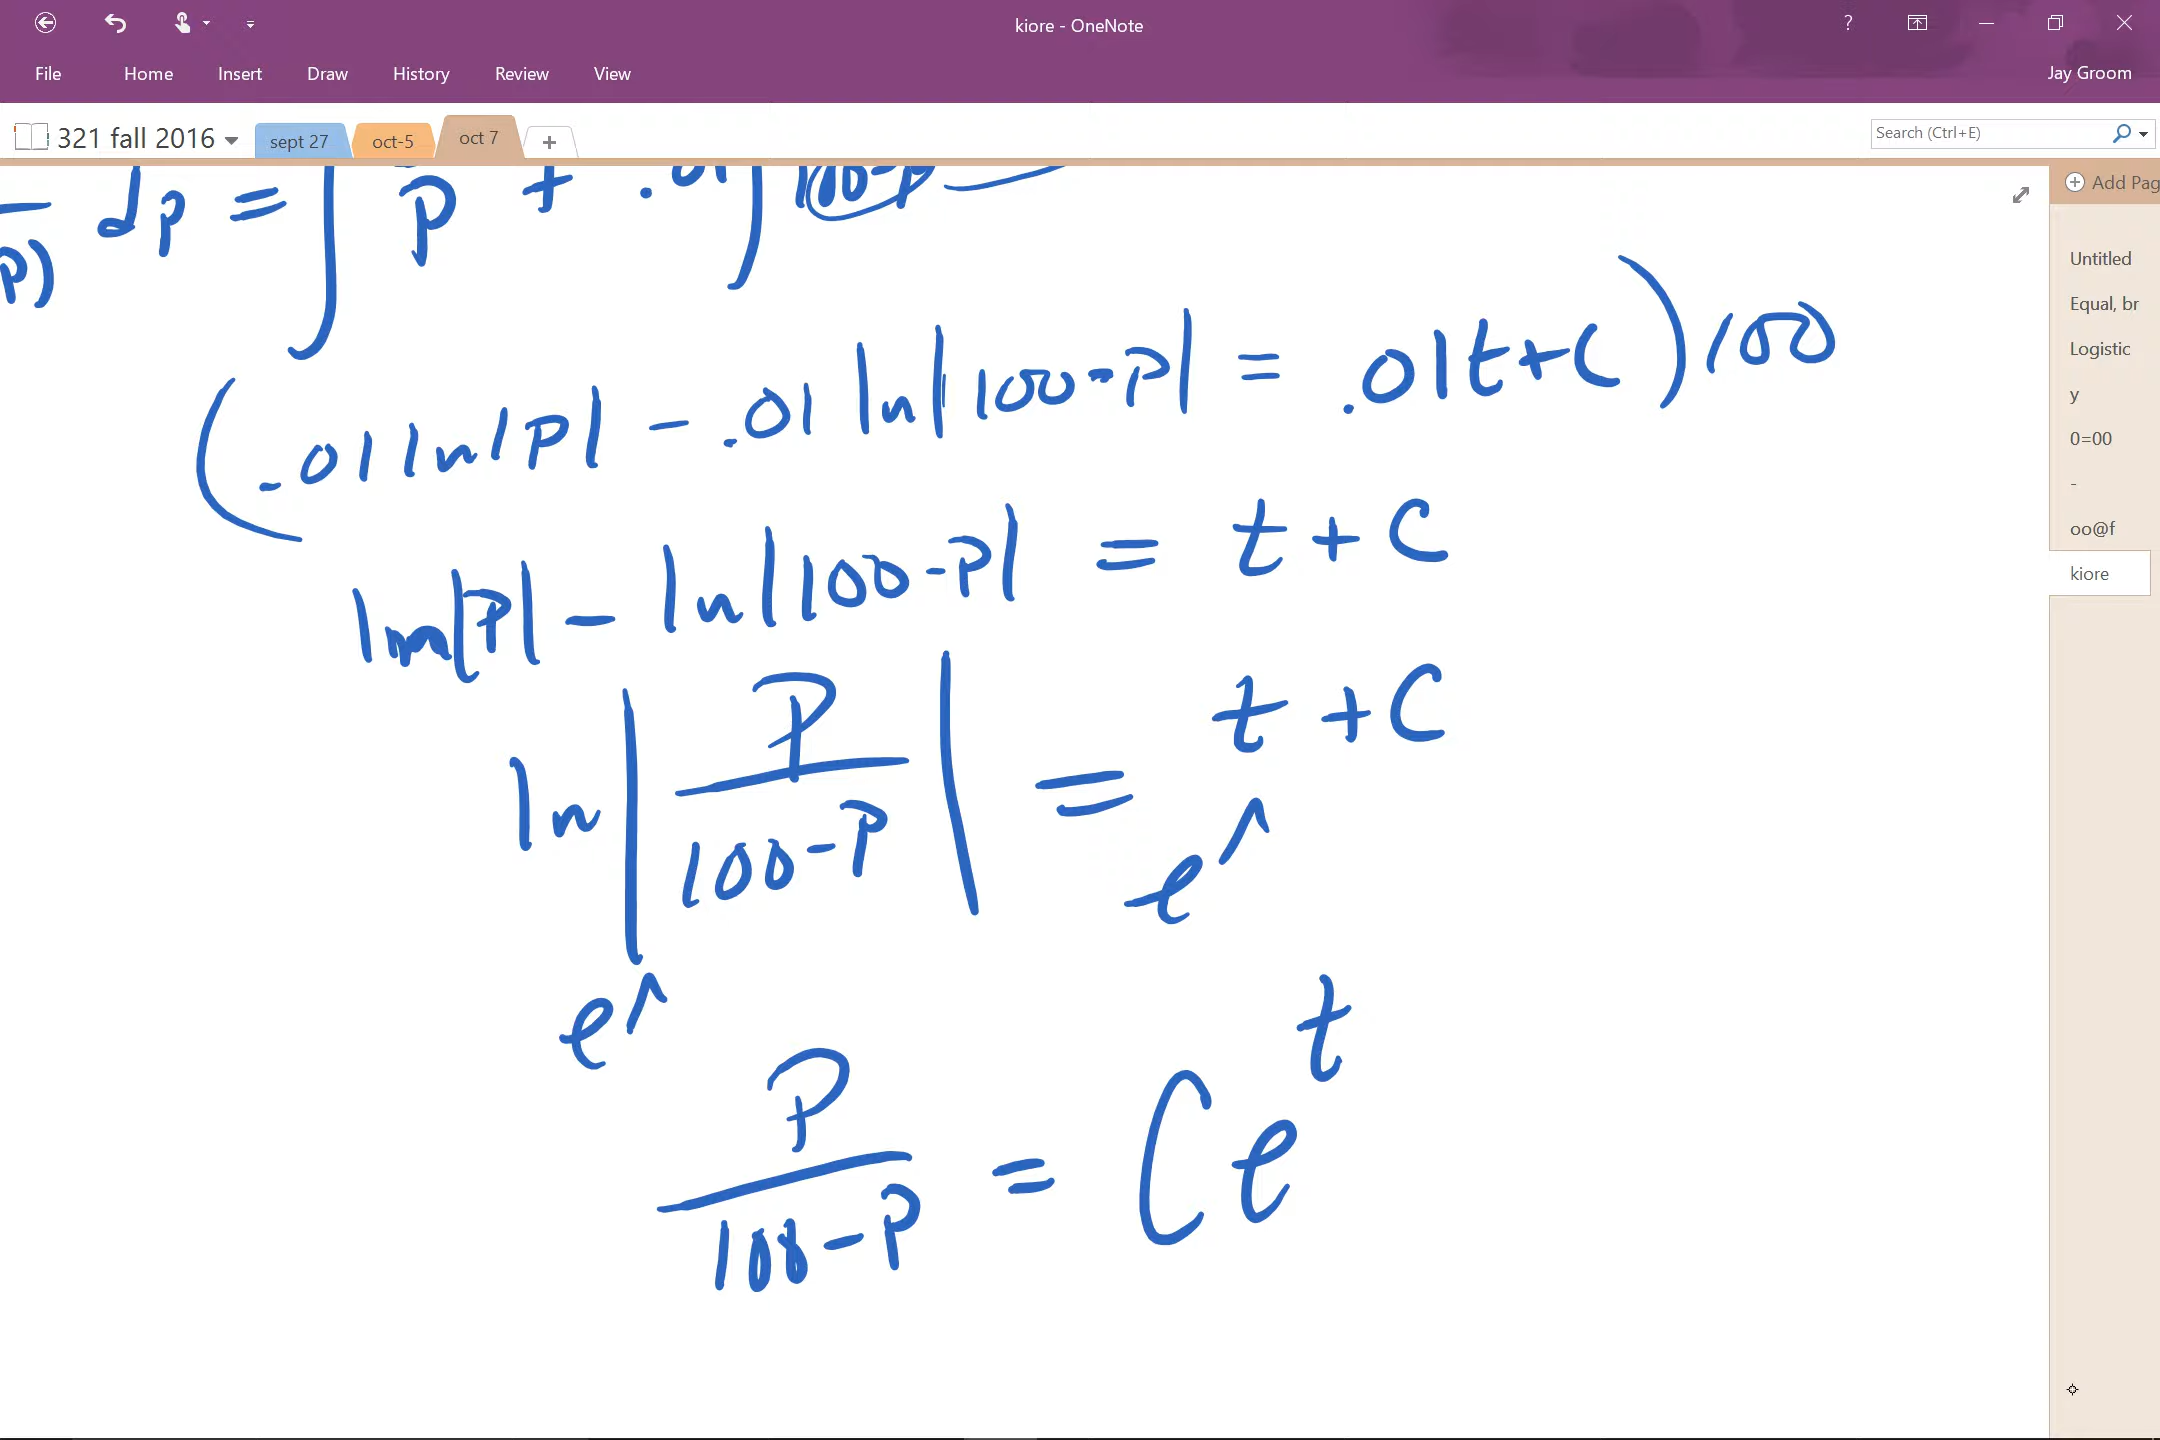 kiore - OneNote
?
File Home Insert Draw History Review View
Jay Groom
321 fall 2016 sept 27 oct-5 oct 7 +
Search (Ctrl+E)
Add Pag
Untitled
Equal, br
Logistic
y
0=00
-
oo@f
kiore
P) dp = ∫ P + .01 ∫ 100-P
(.01 ln|P| - .01 ln|100-P| = .01t+C)100
ln|P| - ln|100-P| = t+C
ln|P/(100-P)| = t+C
e^ e^
P/(100-P) = Ce^t